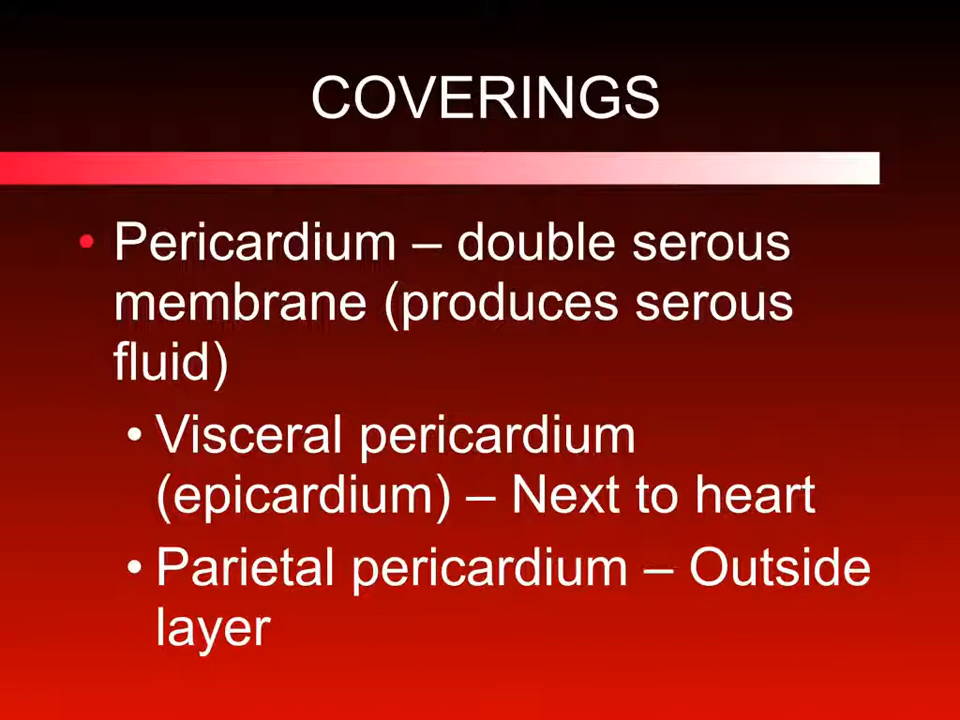 COVERINGS
• Pericardium – double serous
membrane (produces serous
fluid)
• Visceral pericardium
(epicardium) – Next to heart
• Parietal pericardium – Outside
layer